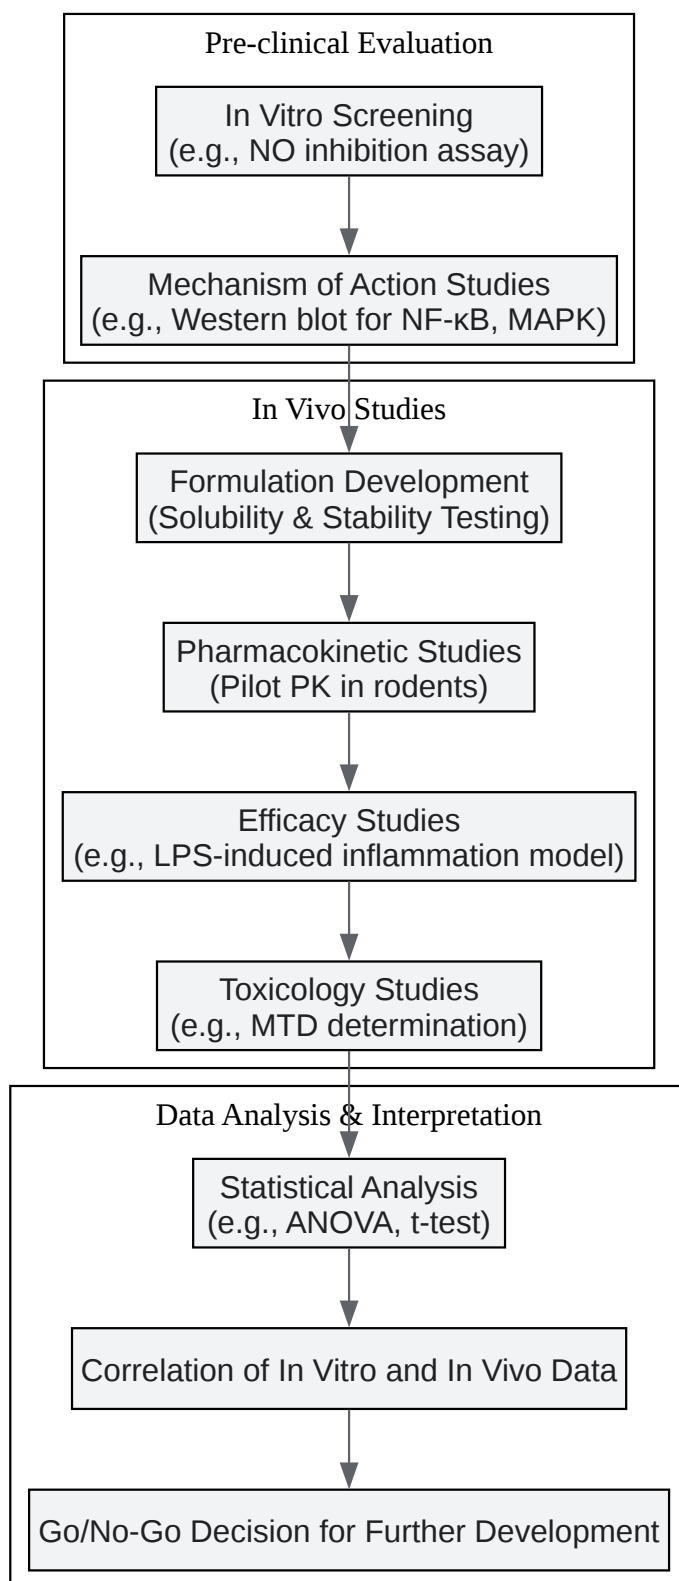 Pre-clinical Evaluation
In Vitro Screening
(e.g., NO inhibition assay)
Mechanism of Action Studies
(e.g., Western blot for NF-κB, MAPK)
In Vivo Studies
Formulation Development
(Solubility & Stability Testing)
Pharmacokinetic Studies
(Pilot PK in rodents)
Efficacy Studies
(e.g., LPS-induced inflammation model)
Toxicology Studies
(e.g., MTD determination)
Data Analysis & Interpretation
Statistical Analysis
(e.g., ANOVA, t-test)
Correlation of In Vitro and In Vivo Data
Go/No-Go Decision for Further Development